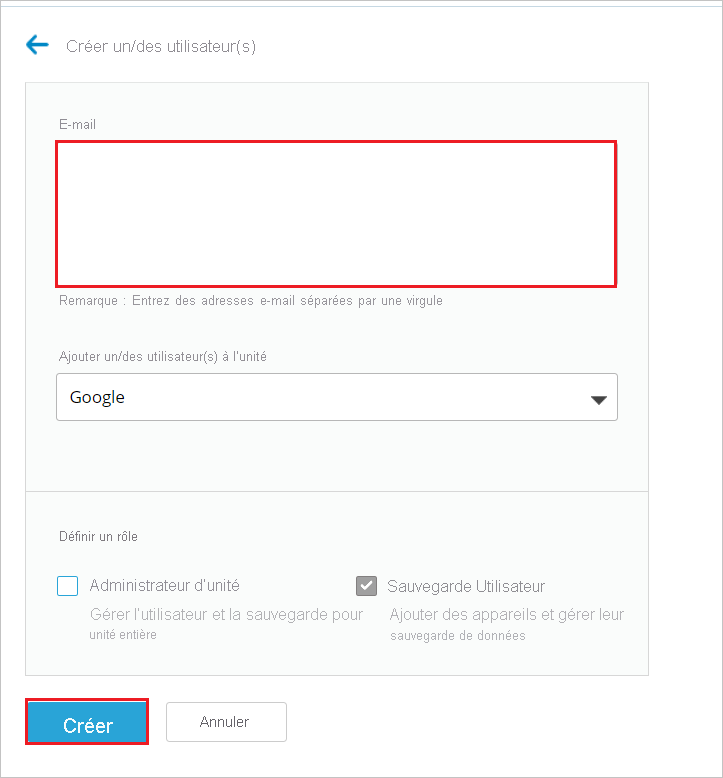 Créer un/des utilisateur(s)
E-mail
Remarque : Entrez des adresses e-mail séparées par une virgule
Ajouter un/des utilisateur(s) à l'unité
Google
Définir un rôle
Administrateur d'unité
Gérer l'utilisateur et la sauvegarde pour
unité entière
Sauvegarde Utilisateur
Ajouter des appareils et gérer leur
sauvegarde de données
Créer
Annuler